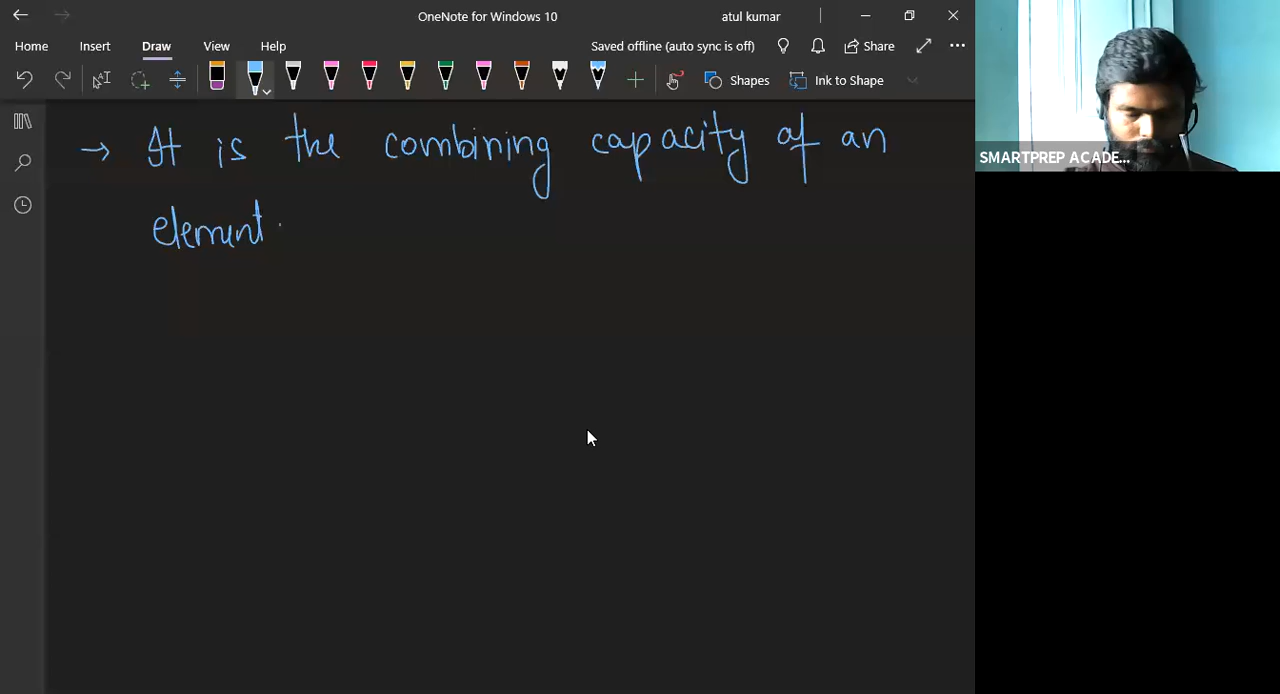 OneNote for Windows 10
atul kumar
Home Insert Draw View Help
Saved offline (auto sync is off)
Share
Shapes
Ink to Shape
SMARTPREP ACADE...
→ It is the combining capacity of an
element.